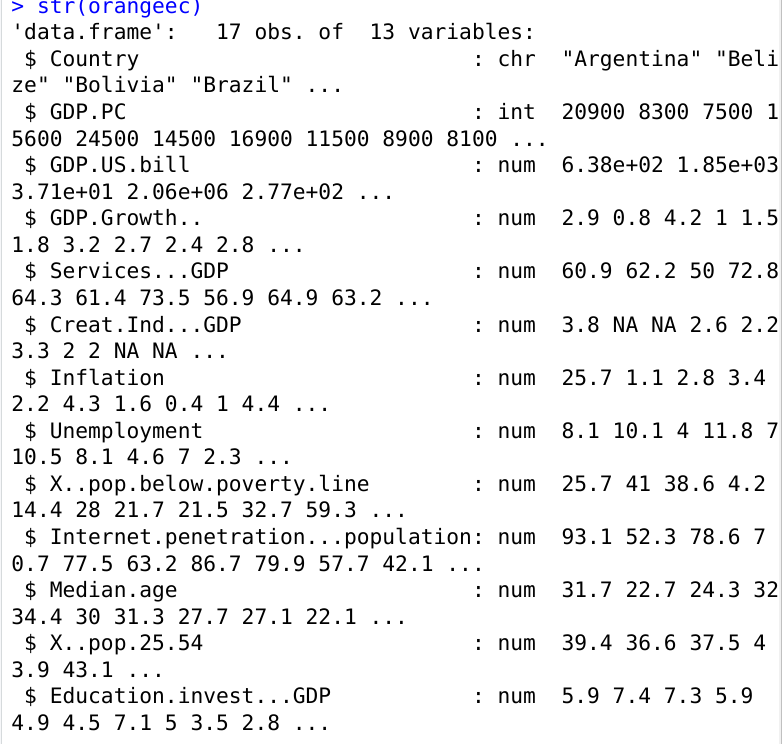 > str(orangeec)
'data.frame':   17 obs. of  13 variables:
 $ Country                          : chr  "Argentina" "Beli
ze" "Bolivia" "Brazil" ...
 $ GDP.PC                           : int  20900 8300 7500 1
5600 24500 14500 16900 11500 8900 8100 ...
 $ GDP.US.bill                      : num  6.38e+02 1.85e+03
3.71e+01 2.06e+06 2.77e+02 ...
 $ GDP.Growth..                     : num  2.9 0.8 4.2 1 1.5
1.8 3.2 2.7 2.4 2.8 ...
 $ Services...GDP                   : num  60.9 62.2 50 72.8
64.3 61.4 73.5 56.9 64.9 63.2 ...
 $ Creat.Ind...GDP                  : num  3.8 NA NA 2.6 2.2
3.3 2 2 NA NA ...
 $ Inflation                        : num  25.7 1.1 2.8 3.4
2.2 4.3 1.6 0.4 1 4.4 ...
 $ Unemployment                     : num  8.1 10.1 4 11.8 7
10.5 8.1 4.6 7 2.3 ...
 $ X..pop.below.poverty.line        : num  25.7 41 38.6 4.2
14.4 28 21.7 21.5 32.7 59.3 ...
 $ Internet.penetration...population: num  93.1 52.3 78.6 7
0.7 77.5 63.2 86.7 79.9 57.7 42.1 ...
 $ Median.age                       : num  31.7 22.7 24.3 32
34.4 30 31.3 27.7 27.1 22.1 ...
 $ X..pop.25.54                     : num  39.4 36.6 37.5 4
3.9 43.1 ...
 $ Education.invest...GDP           : num  5.9 7.4 7.3 5.9
4.9 4.5 7.1 5 3.5 2.8 ...